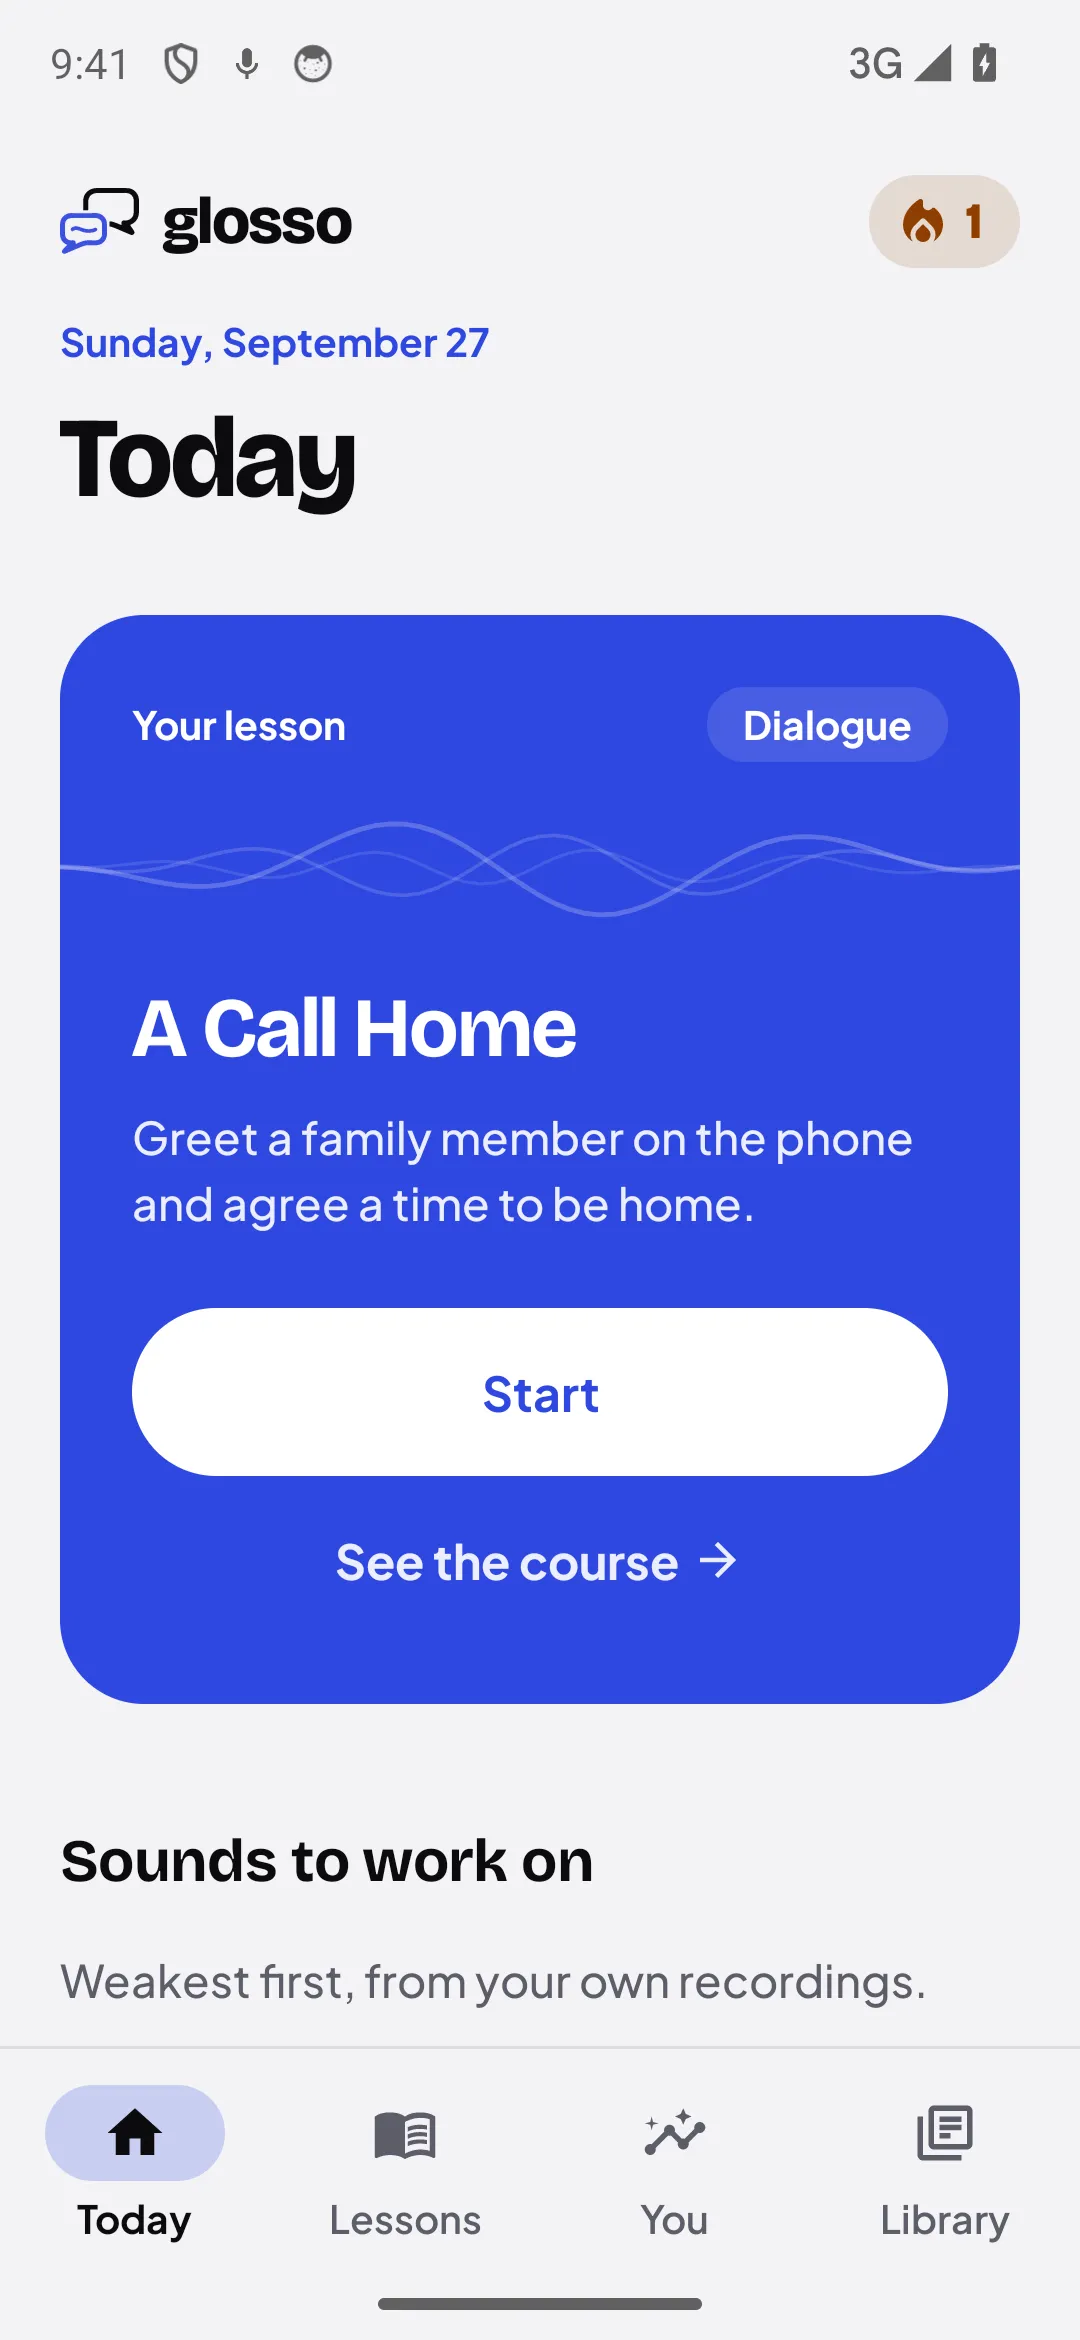 9:41
3G
glosso
1
Sunday, September 27
Today
Your lesson
Dialogue
A Call Home
Greet a family member on the phone
and agree a time to be home.
Start
See the course →
Sounds to work on
Weakest first, from your own recordings.
Today
Lessons
You
Library